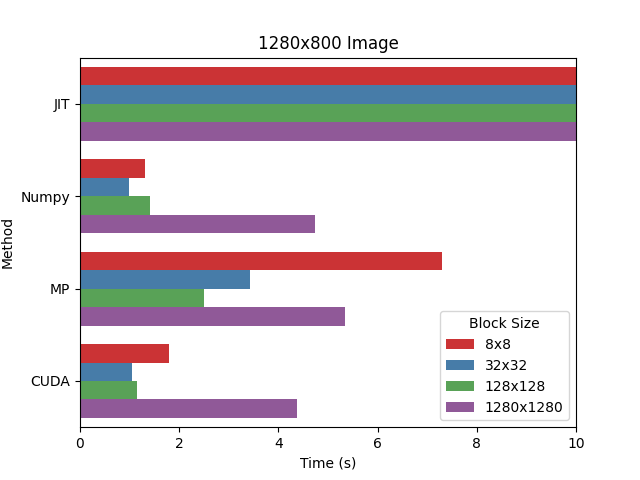 1280x800 Image
Method
JIT
Numpy
MP
CUDA
Block Size
8x8
32x32
128x128
1280x1280
0 2 4 6 8 10
Time (s)